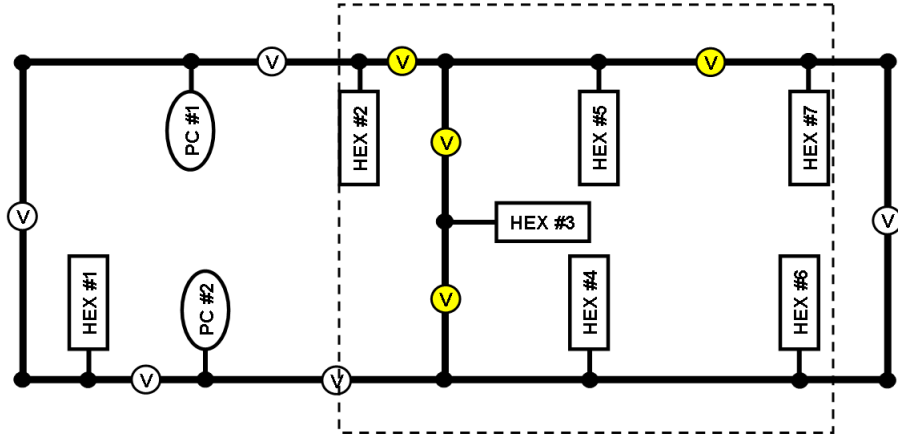 V
V
V
PC #1
HEX #2
HEX #5
HEX #7
V
V
HEX #3
V
HEX #1
PC #2
HEX #4
HEX #6
V
V
V